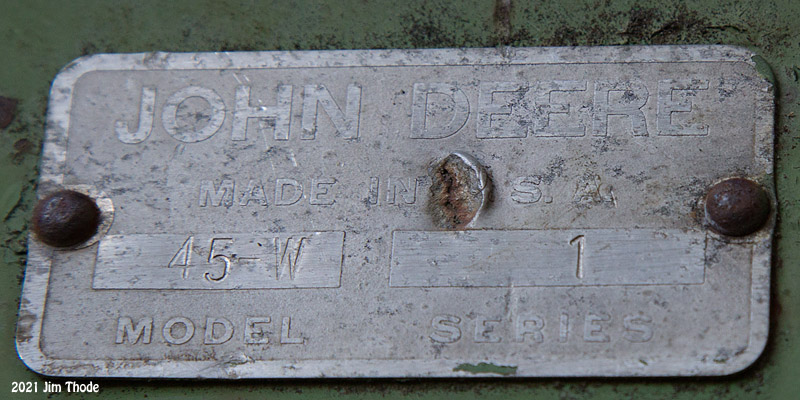 JOHN DEERE
MADE IN S. A.
45-W 1
MODEL SERIES
2021 Jim Thode